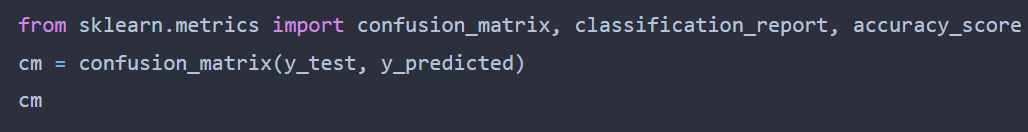 from sklearn.metrics import confusion_matrix, classification_report, accuracy_score
cm = confusion_matrix(y_test, y_predicted)
cm